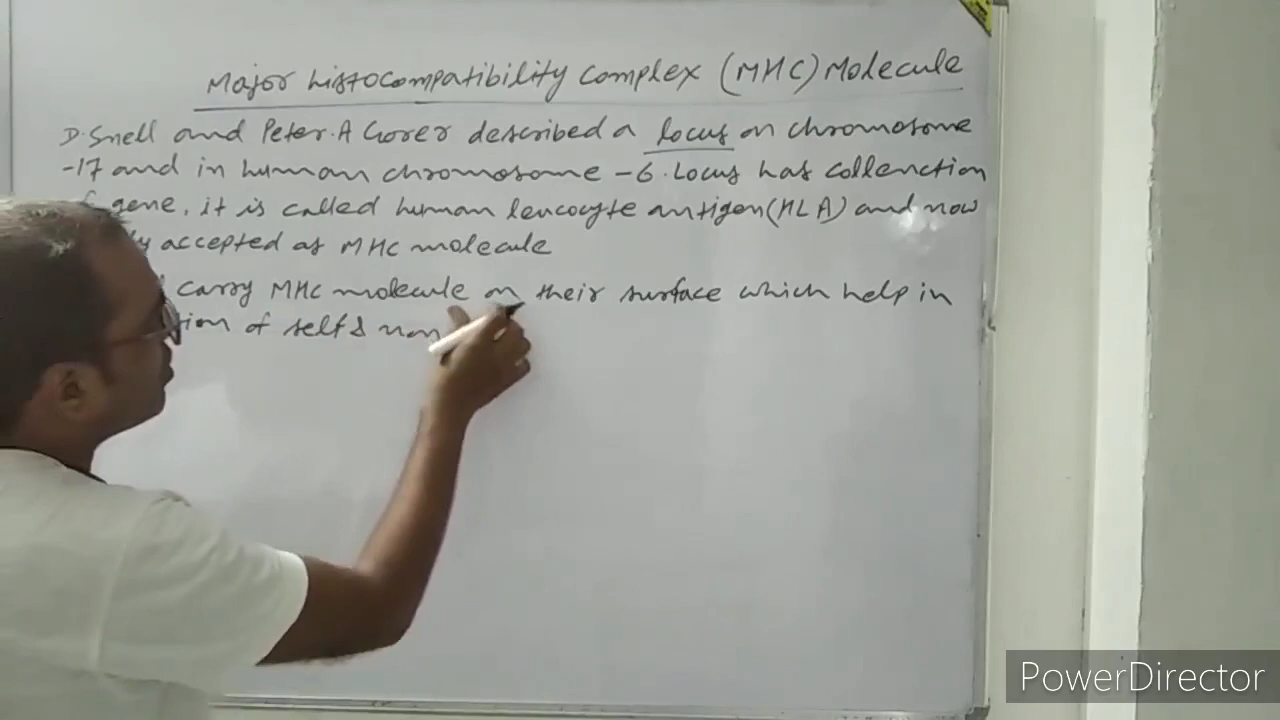 Major Histocompatibility Complex (MHC) Molecule
D. Snell and Peter. A Gorer described a locus on chromosome
-17 and in human chromosome -6. Locus has collenction
gene, it is called human leucocyte antigen (HLA) and now
accepted as MHC molecule
carry MHC molecule on their surface which help in
of self & non
PowerDirector